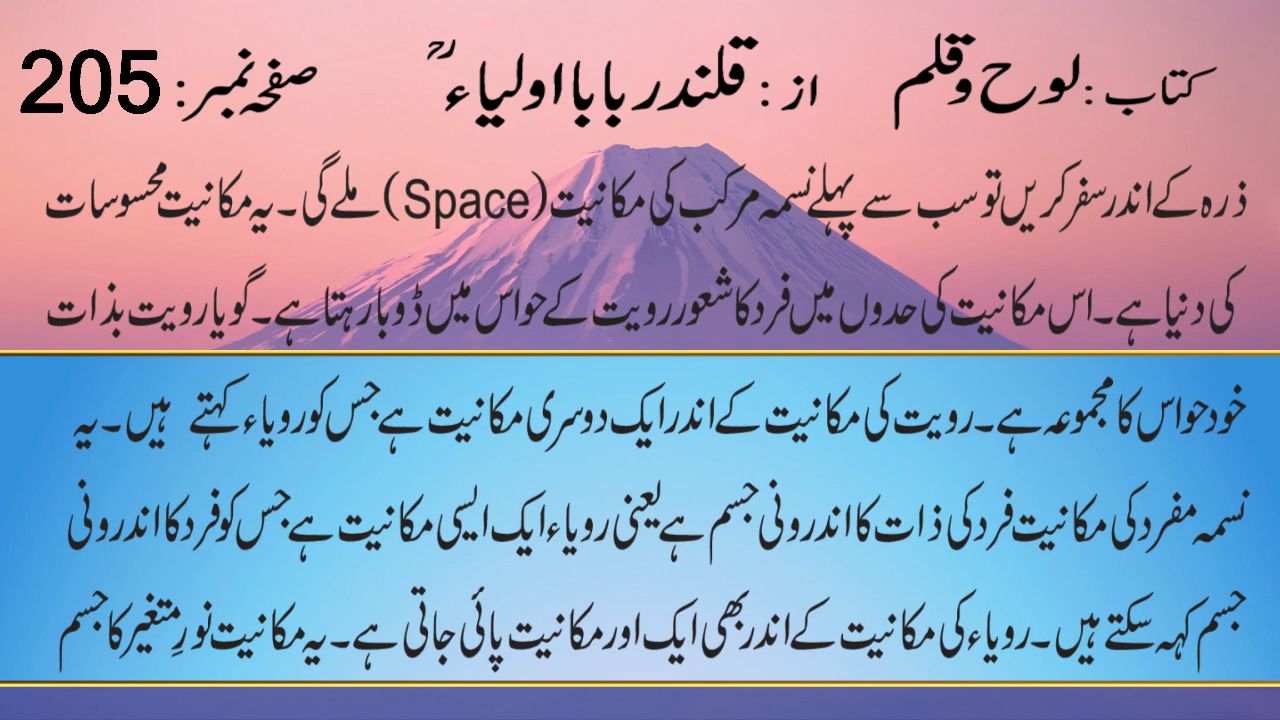 کتاب : لوح و قلم از : قلندر بابا اولیاءؒ صفحہ نمبر: 205
ذرہ کے اندر سفر کریں تو سب سے پہلے نسمہ مرکب کی مکانیت (Space) ملے گی۔ یہ مکانیت محسوسات
کی دنیا ہے۔ اس مکانیت کی حدوں میں فرد کا شعور رویت کے حواس میں ڈوبا رہتا ہے۔ گویا رویت بذات
خود حواس کا مجموعہ ہے۔ رویت کی مکانیت کے اندر ایک دوسری مکانیت ہے جس کو رویاء کہتے ہیں۔ یہ
نسمہ مفرد کی مکانیت فرد کی ذات کا اندرونی جسم ہے یعنی رویاء ایک ایسی مکانیت ہے جس کو فرد کا اندرونی
جسم کہہ سکتے ہیں۔ رویاء کی مکانیت کے اندر بھی ایک اور مکانیت پائی جاتی ہے۔ یہ مکانیت نورِ متغیر کا جسم